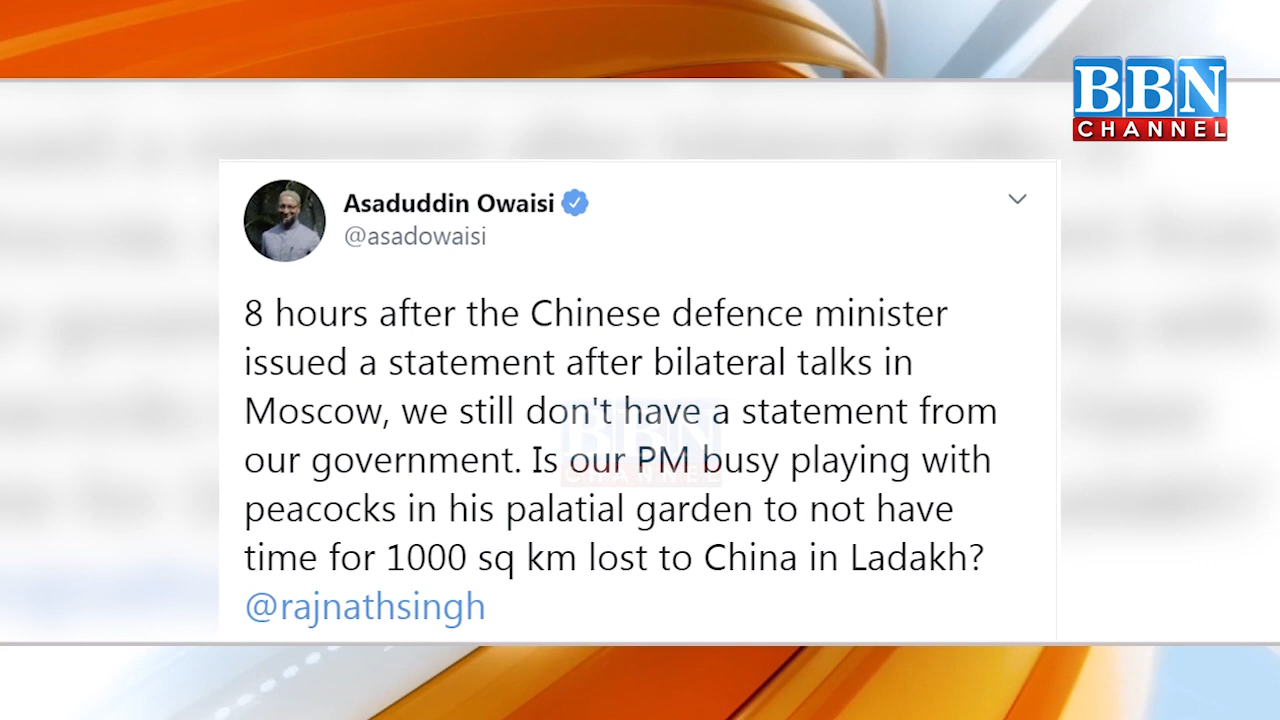 BBN
CHANNEL
Asaduddin Owaisi
@asadowaisi
8 hours after the Chinese defence minister
issued a statement after bilateral talks in
Moscow, we still don't have a statement from
our government. Is our PM busy playing with
peacocks in his palatial garden to not have
time for 1000 sq km lost to China in Ladakh?
@rajnathsingh
BBN
CHANNEL